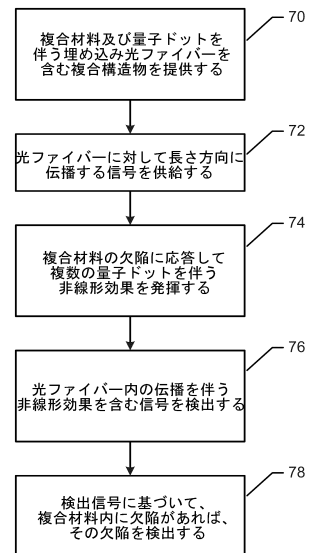 複合材料及び量子ドットを
伴う埋め込み光ファイバーを
含む複合構造物を提供する
70
光ファイバーに対して長さ方向に
伝播する信号を供給する
72
複合材料の欠陥に応答して
複数の量子ドットを伴う
非線形効果を発揮する
74
光ファイバー内の伝播を伴う
非線形効果を含む信号を検出する
76
検出信号に基づいて、
複合材料内に欠陥があれば、
その欠陥を検出する
78